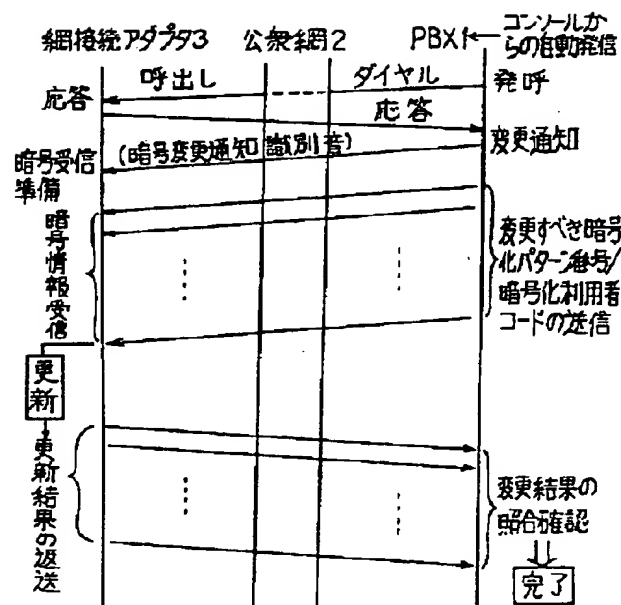 網接続アダプタ3
公衆網2
PBX1
コンソールか
らの自動発信
呼出し
ダイヤル
発呼
応答
応答
(暗号変更通知識別音)
変更通知
暗号受信
準備
暗号情報受信
変更すべき暗号
化パターン番号/
暗号化利用者
コードの送信
更新
更新結果の返送
変更結果の
照合確認
完了